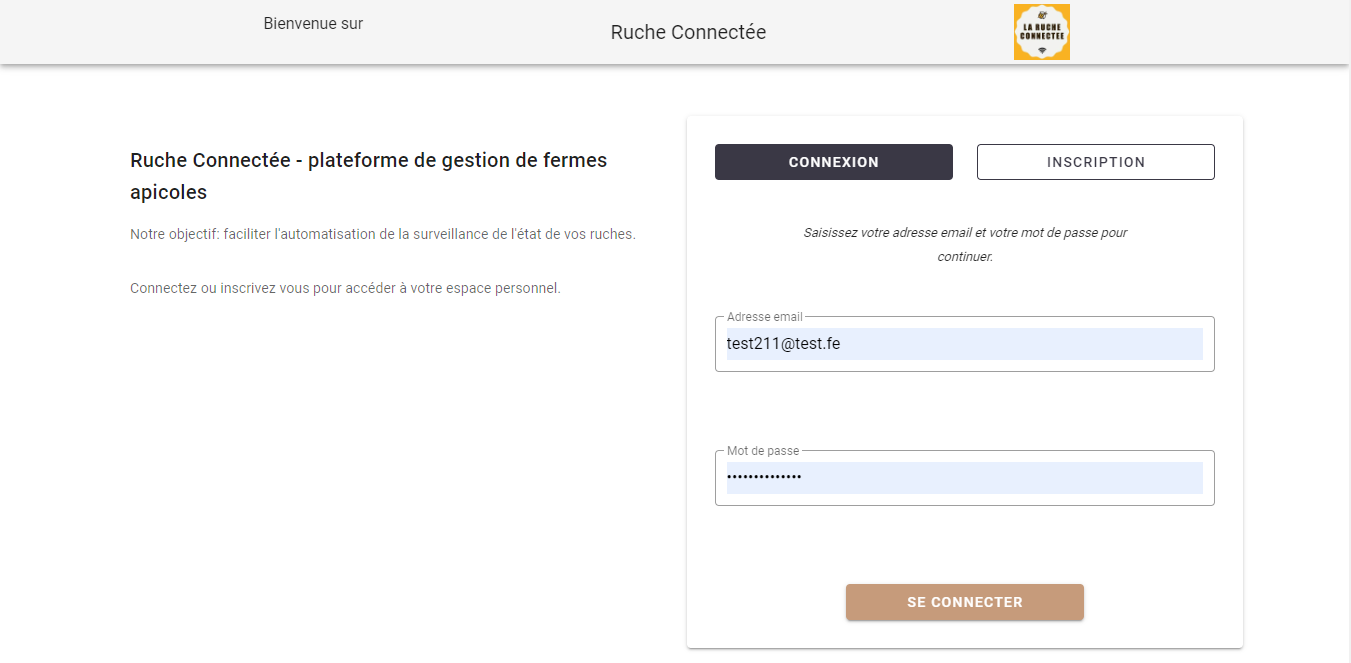 Bienvenue sur
Ruche Connectée
LA RUCHE
CONNECTEE
Ruche Connectée - plateforme de gestion de fermes
apicoles
Notre objectif: faciliter l'automatisation de la surveillance de l'état de vos ruches.
Connectez ou inscrivez vous pour accéder à votre espace personnel.
CONNEXION
INSCRIPTION
Saisissez votre adresse email et votre mot de passe pour
continuer.
Adresse email
test211@test.fe
Mot de passe
••••••••••••••
SE CONNECTER